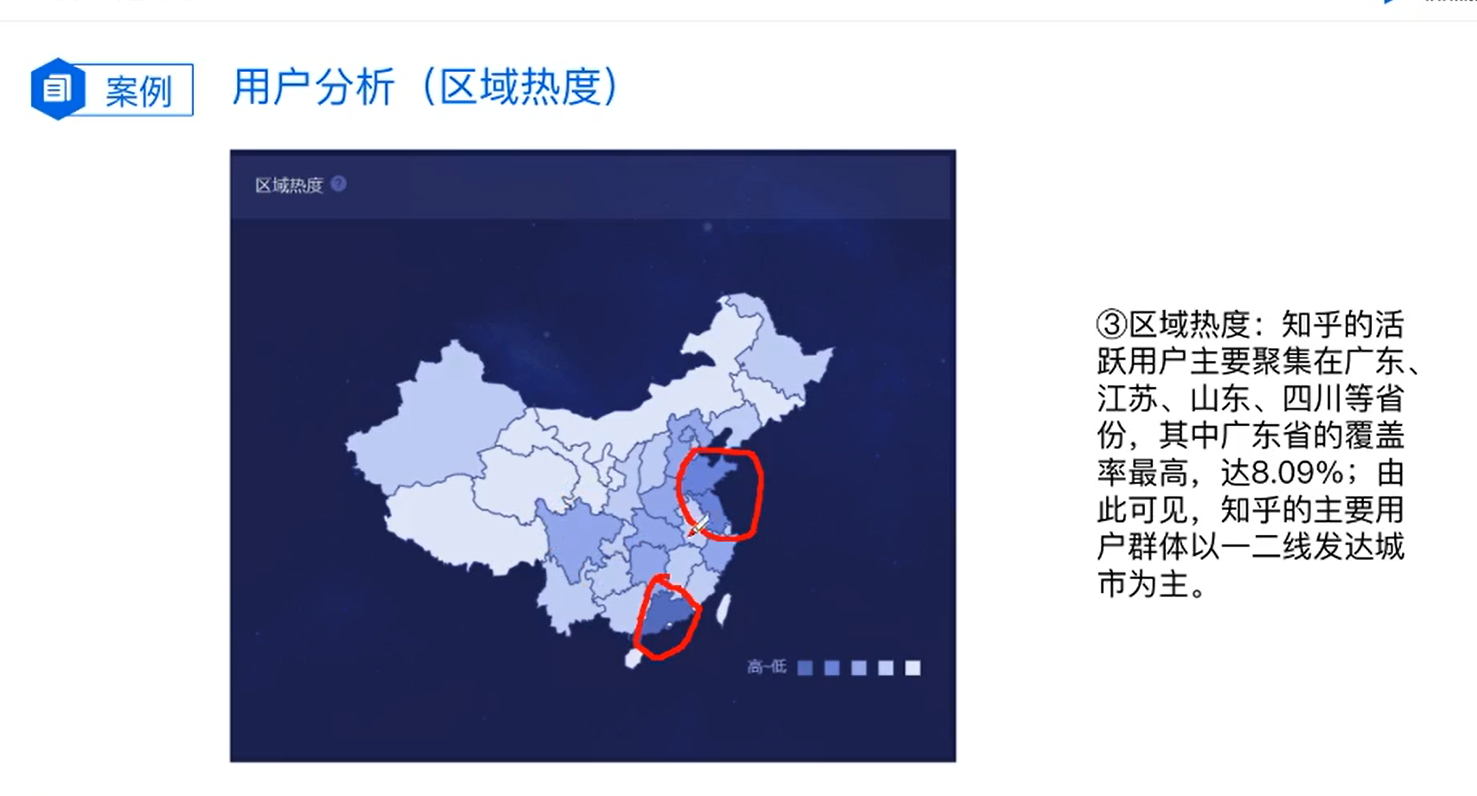 案例
用户分析（区域热度）
区域热度 ?
高~低
③区域热度：知乎的活
跃用户主要聚集在广东、
江苏、山东、四川等省
份，其中广东省的覆盖
率最高，达8.09%；由
此可见，知乎的主要用
户群体以一二线发达城
市为主。